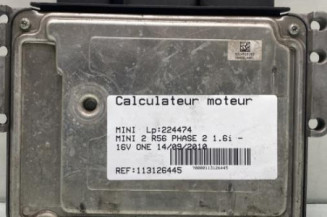 Calculateur moteur
MINI Lp:224474
MINI 2 R56 PHASE 2 1.6i -
16V ONE 14/09/2010
REF:113126445